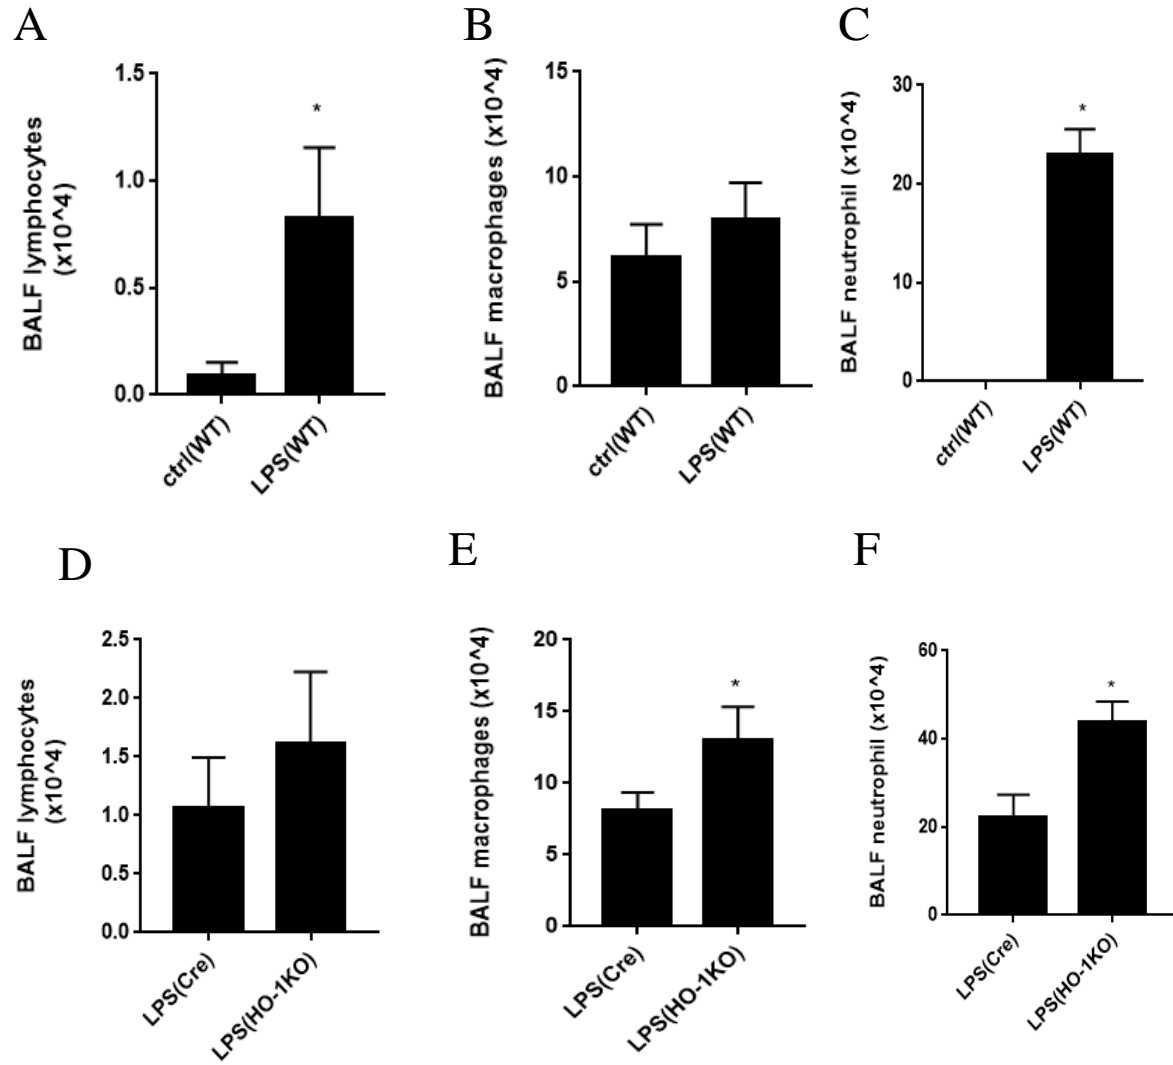 A
BALF lymphocytes
(x10^4)
1.5
1.0
0.5
0.0
*
ctrl(WT)
LPS(WT)
B
BALF macrophages (x10^4)
15
10
5
0
ctrl(WT)
LPS(WT)
C
BALF neutrophil (x10^4)
30
20
10
0
*
ctrl(WT)
LPS(WT)
D
BALF lymphocytes
(x10^4)
2.5
2.0
1.5
1.0
0.5
0.0
LPS(Cre)
LPS(HO-1KO)
E
BALF macrophages (x10^4)
20
15
10
5
0
*
LPS(Cre)
LPS(HO-1KO)
F
BALF neutrophil (x10^4)
60
40
20
0
*
LPS(Cre)
LPS(HO-1KO)